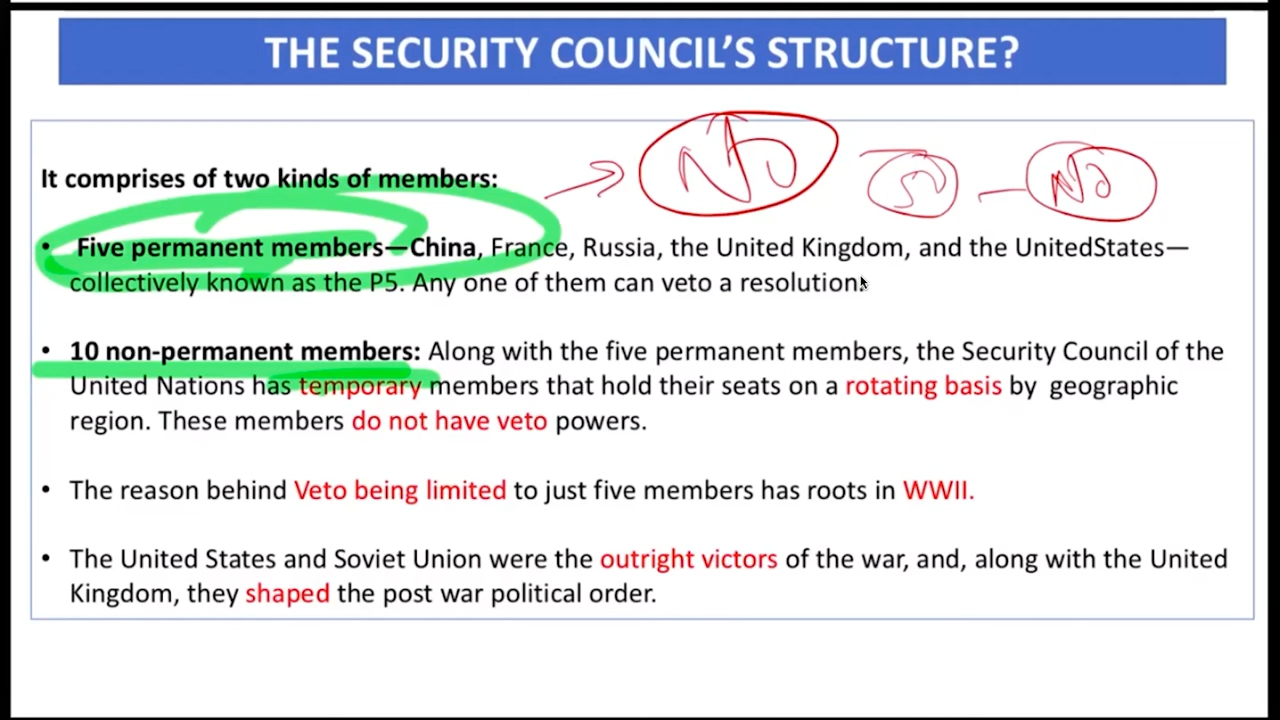 THE SECURITY COUNCIL'S STRUCTURE?
It comprises of two kinds of members:
NO
NO
• Five permanent members—China, France, Russia, the United Kingdom, and the UnitedStates—
collectively known as the P5. Any one of them can veto a resolution.
• 10 non-permanent members: Along with the five permanent members, the Security Council of the
United Nations has temporary members that hold their seats on a rotating basis by geographic
region. These members do not have veto powers.
• The reason behind Veto being limited to just five members has roots in WWII.
• The United States and Soviet Union were the outright victors of the war, and, along with the United
Kingdom, they shaped the post war political order.